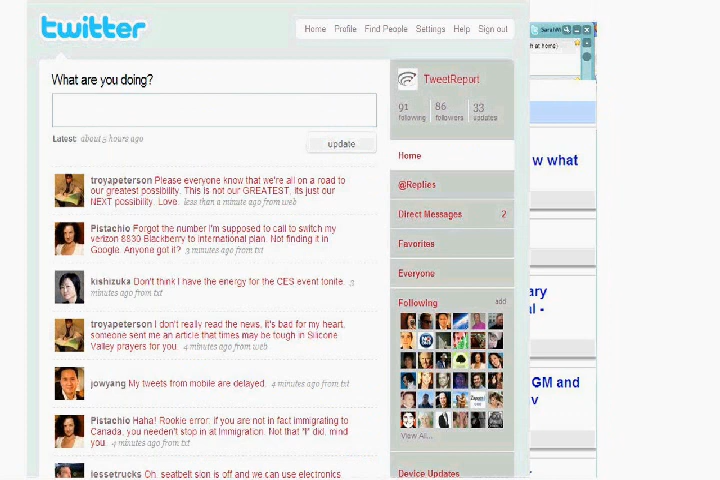 twitter
Home Profile Find People Settings Help Sign out
What are you doing?
Latest: about 5 hours ago
update
troyapeterson Please everyone know that we're all on a road to
our greatest possibility. This is not our GREATEST, its just our
NEXT possibility. Love. less than a minute ago from web
Pistachio Forgot the number I'm supposed to call to switch my
verizon 8830 Blackberry to international plan. Not finding it in
Google. Anyone got it? 3 minutes ago from txt
kishizuka Don't think I have the energy for the CES event tonite. 3
minutes ago from txt
troyapeterson I don't really read the news, it's bad for my heart,
someone sent me an article that times may be tough in Silicone
Valley prayers for you. 4 minutes ago from web
jowyang My tweets from mobile are delayed. 4 minutes ago from txt
Pistachio Haha! Rookie error: if you are not in fact Immigrating to
Canada, you needen't stop in at Immigration. Not that "I" did, mind
you. 4 minutes ago from txt
jessetrucks Oh, seatbelt sign is off and we can use electronics
TweetReport
91 86 33
following followers updates
Home
@Replies
Direct Messages 2
Favorites
Everyone
Following add
View All...
Device Updates
at home)
w what
ary
al -
GM and
v